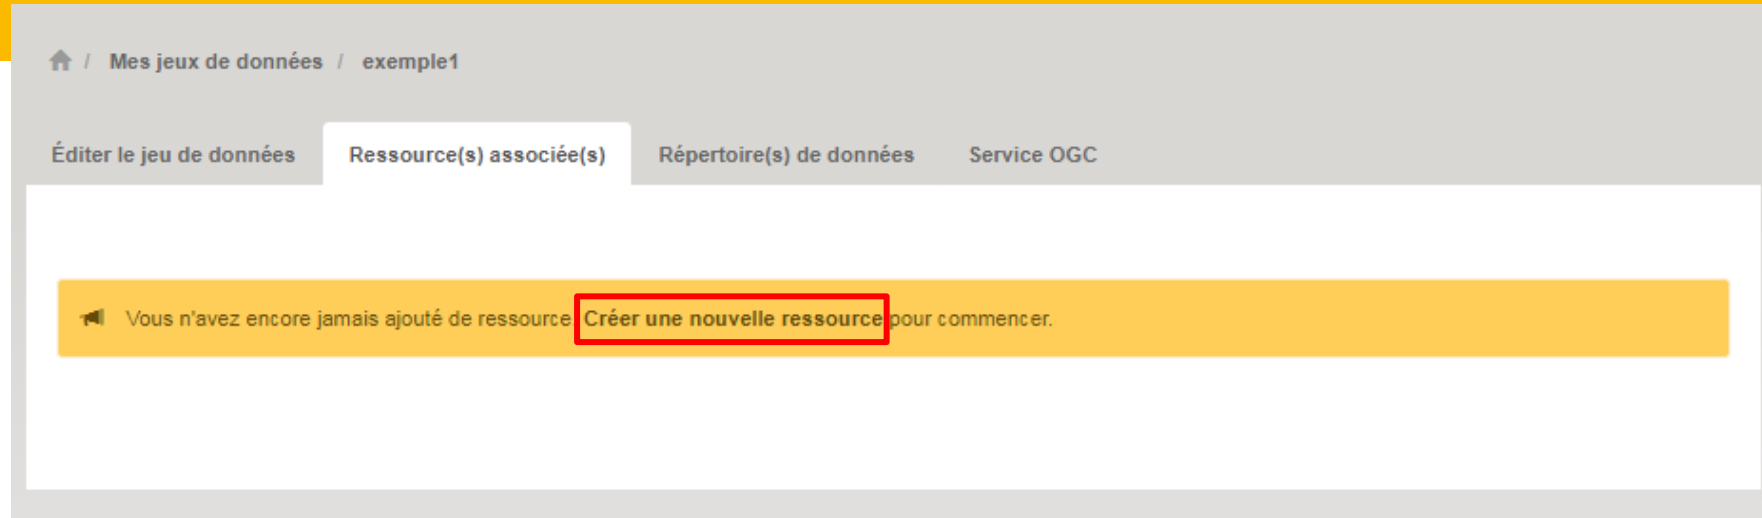 / Mes jeux de données / exemple1
Éditer le jeu de données Ressource(s) associée(s) Répertoire(s) de données Service OGC
Vous n'avez encore jamais ajouté de ressource. Créer une nouvelle ressource pour commencer.